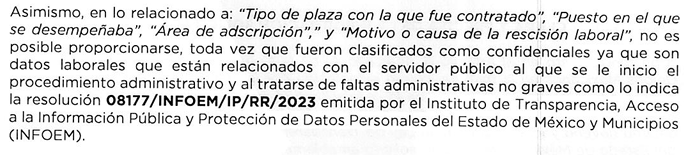 Asimismo, en lo relacionado a: “Tipo de plaza con la que fue contratado”, “Puesto en el que
se desempeñaba”, “Área de adscripción”,” y “Motivo o causa de la rescisión laboral”, no es
posible proporcionarse, toda vez que fueron clasificados como confidenciales ya que son
datos laborales que están relacionados con el servidor público al que se le inicio el
procedimiento administrativo y al tratarse de faltas administrativas no graves como lo indica
la resolución 08177/INFOEM/IP/RR/2023 emitida por el Instituto de Transparencia, Acceso
a la Información Pública y Protección de Datos Personales del Estado de México y Municipios
(INFOEM).